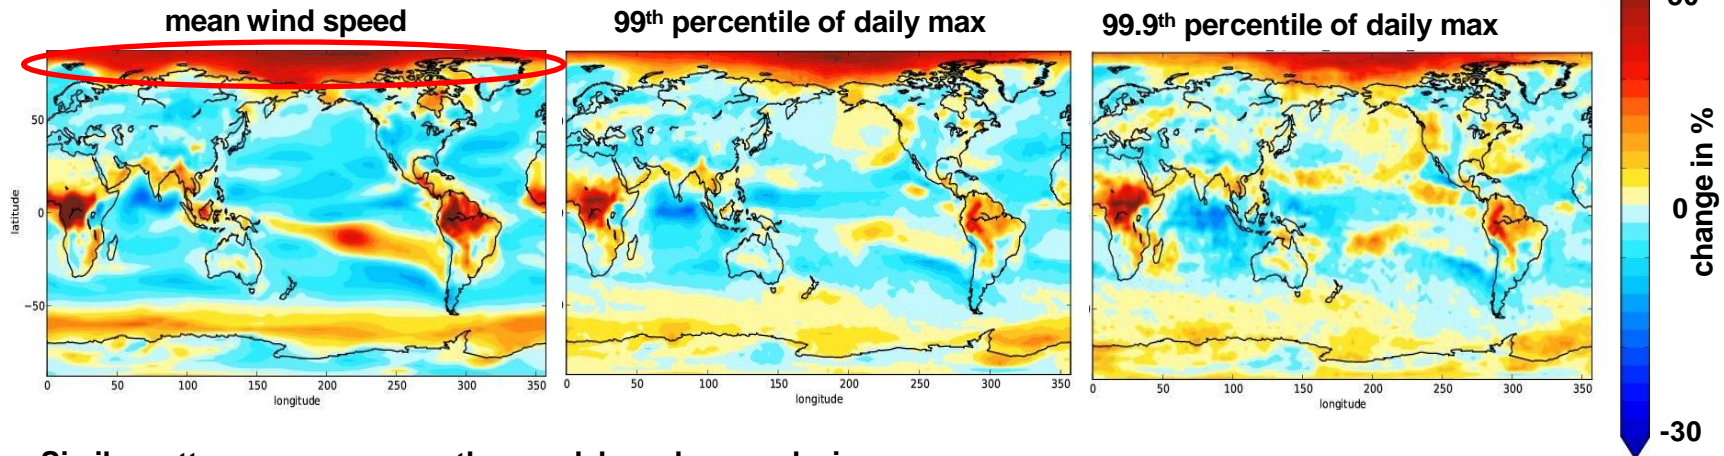 mean wind speed
99th percentile of daily max
99.9th percentile of daily max
50
0
−50
latitude
0 50 100 150 200 250 300 350
longitude
0 50 100 150 200 250 300 350
longitude
0 50 100 150 200 250 300 350
longitude
0
-30
change in %